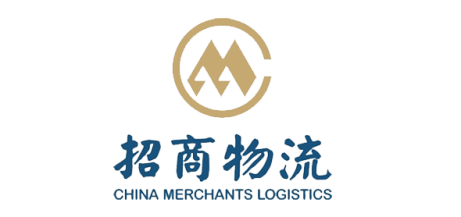 招商物流
CHINA MERCHANTS LOGISTICS